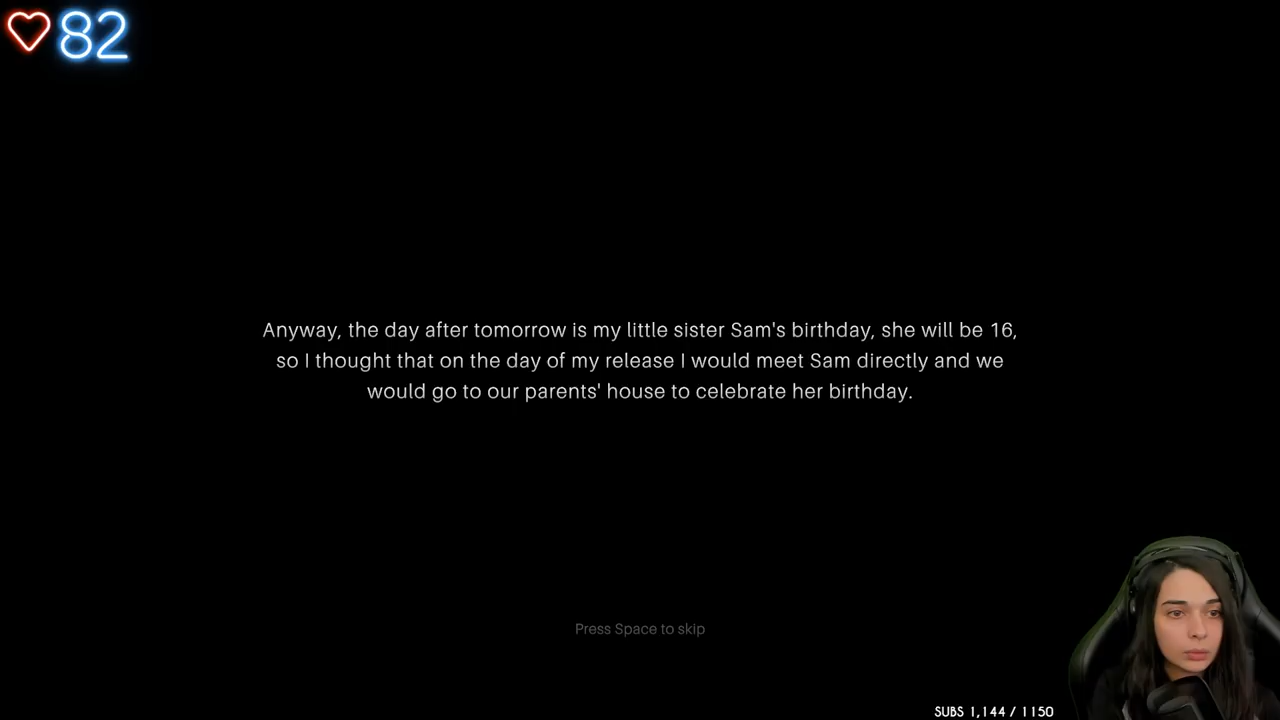 82
Anyway, the day after tomorrow is my little sister Sam's birthday, she will be 16,
so I thought that on the day of my release I would meet Sam directly and we
would go to our parents' house to celebrate her birthday.
Press Space to skip
SUBS 1,144 / 1150